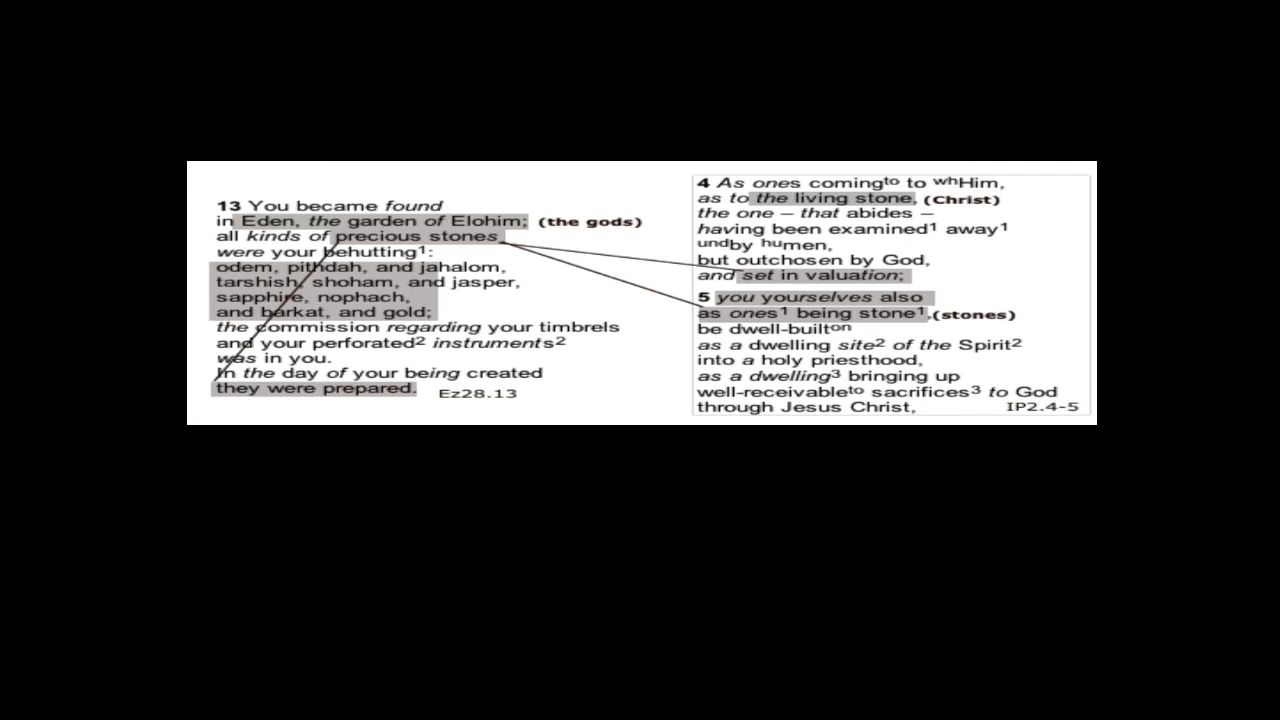 13 You became found
in Eden, the garden of Elohim; (the gods)
all kinds of precious stones
were your behutting1:
odem, pithdah, and jahalom,
tarshish, shoham, and jasper,
sapphire, nophach,
and barkat, and gold;
the commission regarding your timbrels
and your perforated2 instruments2
was in you.
In the day of your being created
they were prepared. Ez28.13
4 As ones comingto to whHim,
as to the living stone, (Christ)
the one – that abides –
having been examined1 away1
undby humen,
but outchosen by God,
and set in valuation;
5 you yourselves also
as ones1 being stone1,(stones)
be dwell-builton
as a dwelling site2 of the Spirit2
into a holy priesthood,
as a dwelling3 bringing up
well-receivableto sacrifices3 to God
through Jesus Christ, IP2.4-5